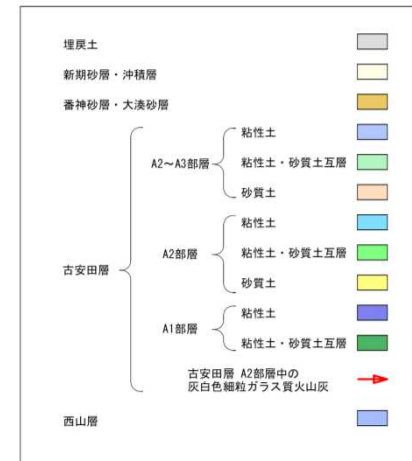 埋戻土
新期砂層・沖積層
番神砂層・大湊砂層
古安田層
A2～A3部層
粘性土
粘性土・砂質土互層
砂質土
A2部層
粘性土
粘性土・砂質土互層
砂質土
A1部層
粘性土
粘性土・砂質土互層
古安田層 A2部層中の
灰白色細粒ガラス質火山灰
西山層